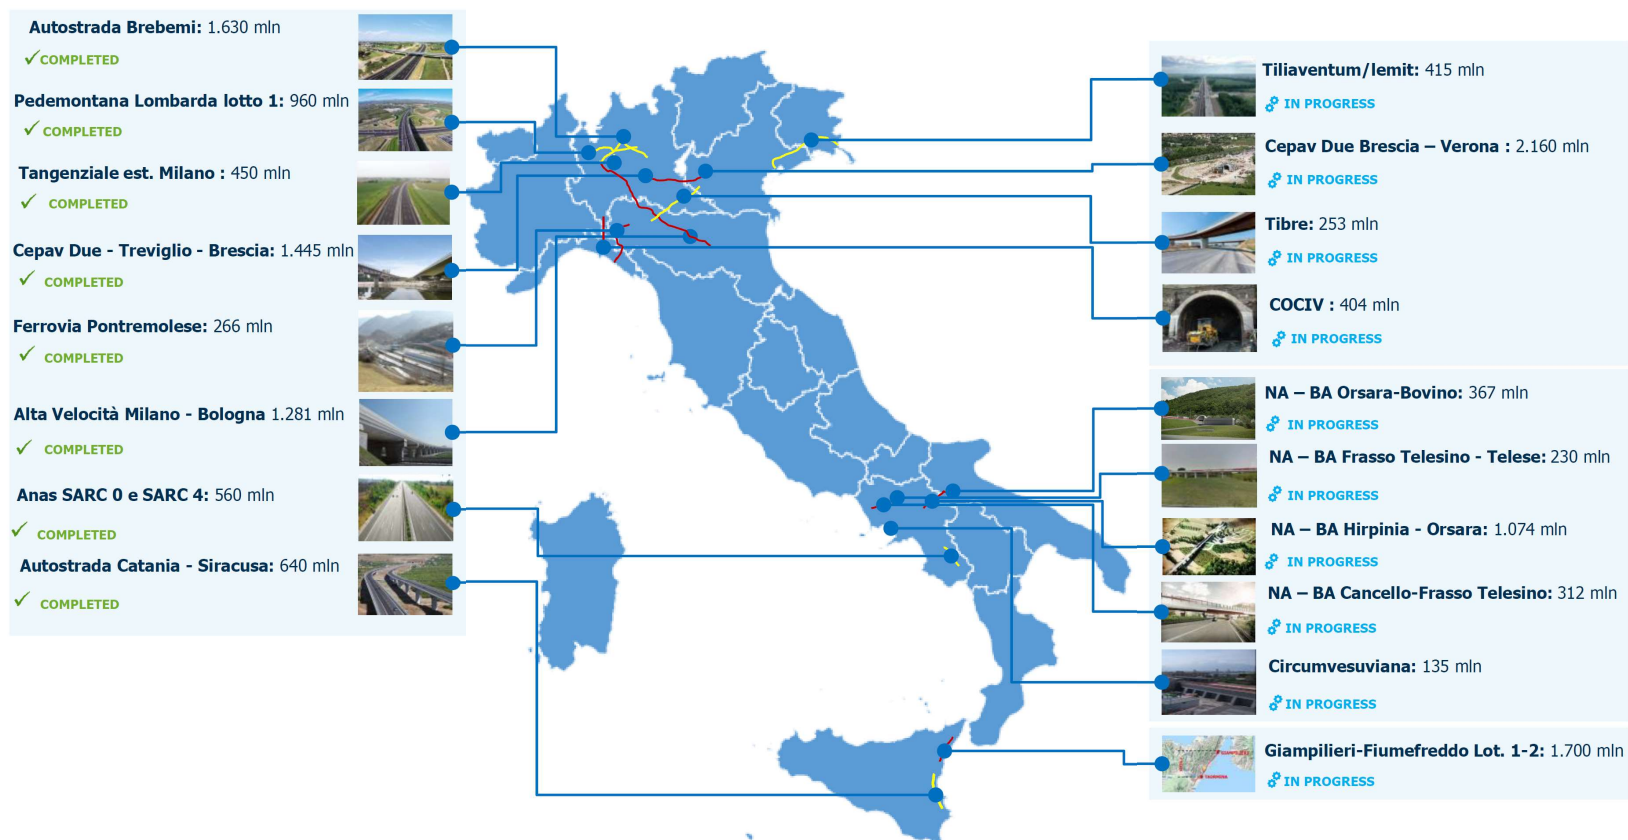 Autostrada Brebemi: 1.630 mln
COMPLETED
Pedemontana Lombarda lotto 1: 960 mln
COMPLETED
Tangenziale est. Milano : 450 mln
COMPLETED
Cepav Due - Treviglio - Brescia: 1.445 mln
COMPLETED
Ferrovia Pontremolese: 266 mln
COMPLETED
Alta Velocità Milano - Bologna 1.281 mln
COMPLETED
Anas SARC 0 e SARC 4: 560 mln
COMPLETED
Autostrada Catania - Siracusa: 640 mln
COMPLETED
Tiliaventum/lemit: 415 mln
IN PROGRESS
Cepav Due Brescia – Verona : 2.160 mln
IN PROGRESS
Tibre: 253 mln
IN PROGRESS
COCIV : 404 mln
IN PROGRESS
NA – BA Orsara-Bovino: 367 mln
IN PROGRESS
NA – BA Frasso Telesino - Telese: 230 mln
IN PROGRESS
NA – BA Hirpinia - Orsara: 1.074 mln
IN PROGRESS
NA – BA Cancello-Frasso Telesino: 312 mln
IN PROGRESS
Circumvesuviana: 135 mln
IN PROGRESS
Giampilieri-Fiumefreddo Lot. 1-2: 1.700 mln
IN PROGRESS
TAORMINA